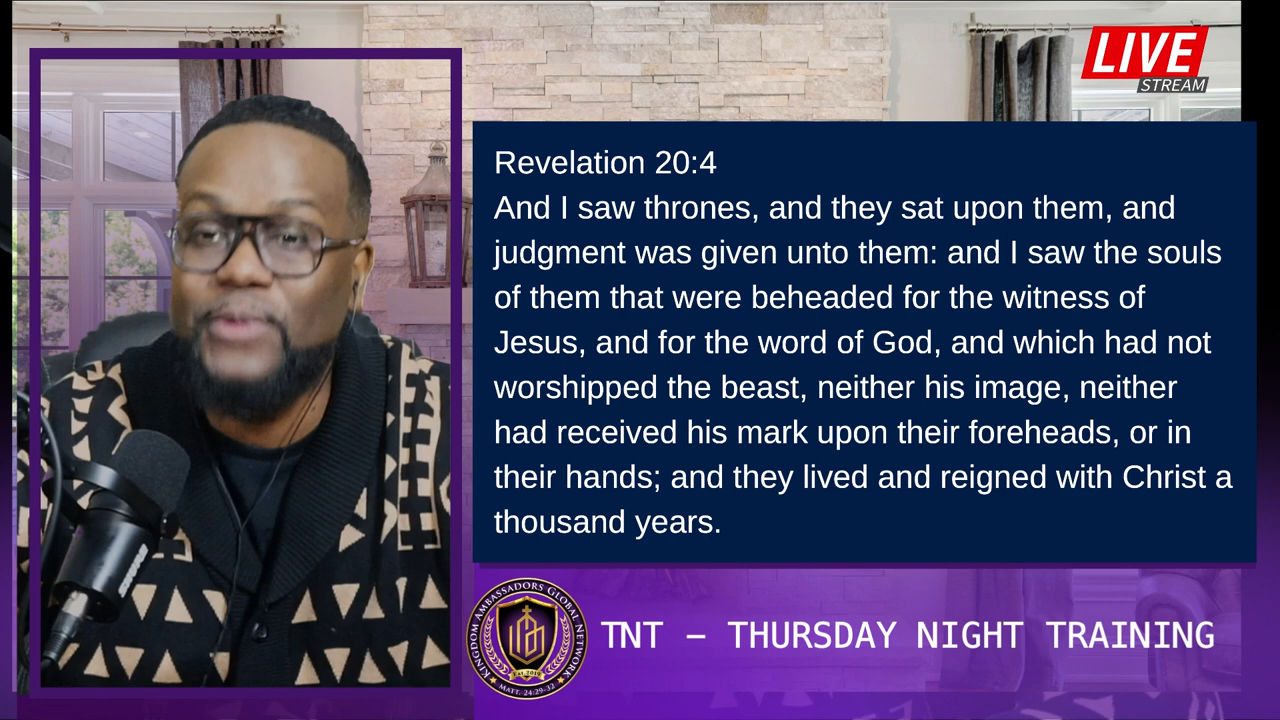 LIVE
STREAM
Revelation 20:4
And I saw thrones, and they sat upon them, and
judgment was given unto them: and I saw the souls
of them that were beheaded for the witness of
Jesus, and for the word of God, and which had not
worshipped the beast, neither his image, neither
had received his mark upon their foreheads, or in
their hands; and they lived and reigned with Christ a
thousand years.
KINGDOM AMBASSADORS GLOBAL NETWORK
MATT. 24:29-32
TNT – THURSDAY NIGHT TRAINING